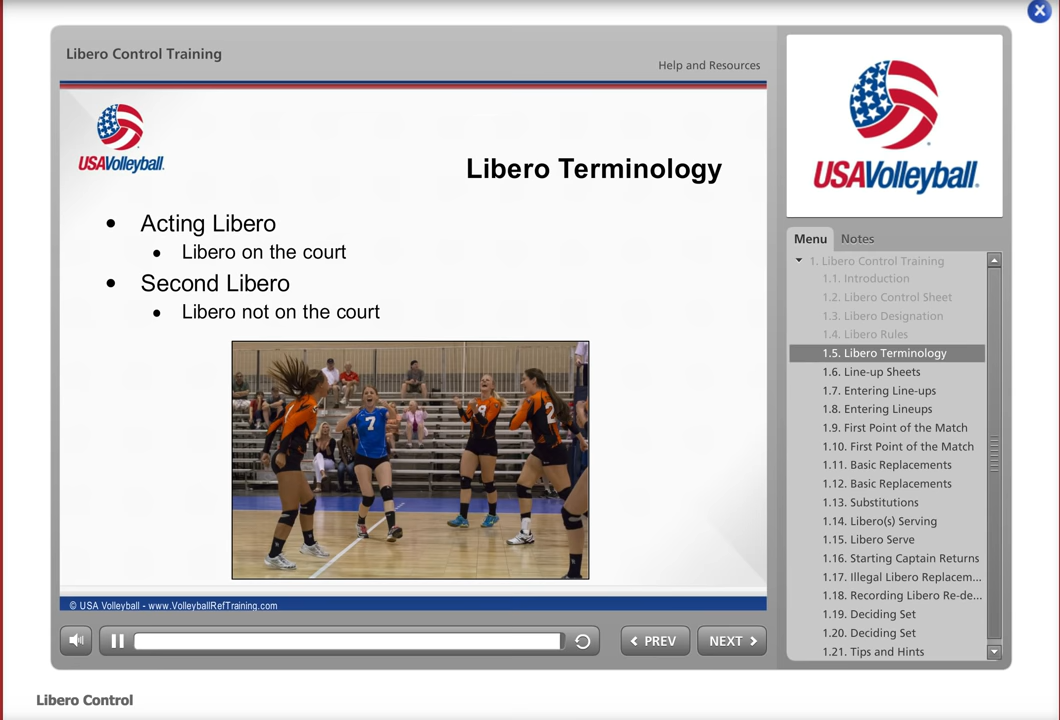 Libero Control Training
Help and Resources
USAVolleyball.
Libero Terminology
• Acting Libero
• Libero on the court
• Second Libero
• Libero not on the court
7
2
© USA Volleyball - www.VolleyballRefTraining.com
PREV
NEXT
USAVolleyball.
Menu
Notes
1. Libero Control Training
1.1. Introduction
1.2. Libero Control Sheet
1.3. Libero Designation
1.4. Libero Rules
1.5. Libero Terminology
1.6. Line-up Sheets
1.7. Entering Line-ups
1.8. Entering Lineups
1.9. First Point of the Match
1.10. First Point of the Match
1.11. Basic Replacements
1.12. Basic Replacements
1.13. Substitutions
1.14. Libero(s) Serving
1.15. Libero Serve
1.16. Starting Captain Returns
1.17. Illegal Libero Replacem...
1.18. Recording Libero Re-de...
1.19. Deciding Set
1.20. Deciding Set
1.21. Tips and Hints
Libero Control